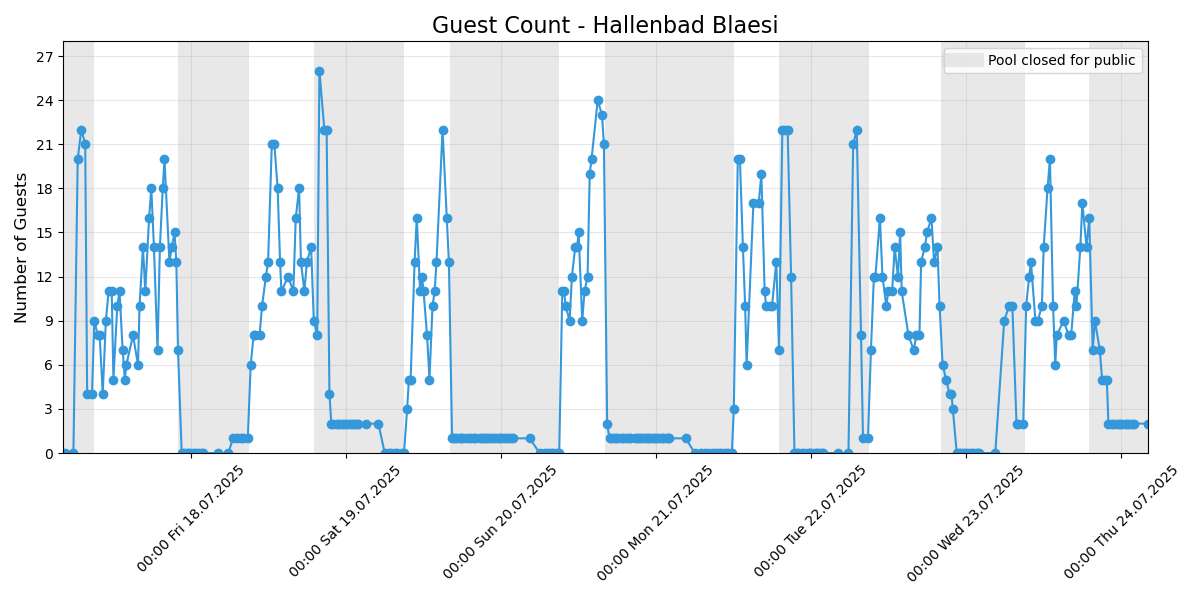 Guest Count - Hallenbad Blaesi
Pool closed for public
Number of Guests
27
24
21
18
15
12
9
6
3
0
00:00 Fri 18.07.2025
00:00 Sat 19.07.2025
00:00 Sun 20.07.2025
00:00 Mon 21.07.2025
00:00 Tue 22.07.2025
00:00 Wed 23.07.2025
00:00 Thu 24.07.2025